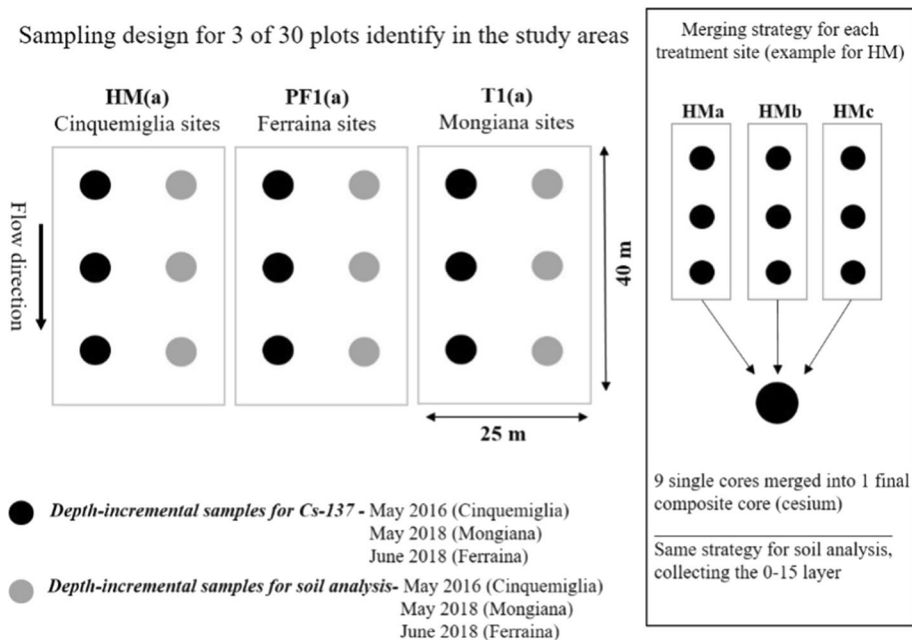 Sampling design for 3 of 30 plots identify in the study areas
HM(a)
Cinquemiglia sites
PF1(a)
Ferraina sites
T1(a)
Mongiana sites
Flow direction
40 m
25 m
Depth-incremental samples for Cs-137 - May 2016 (Cinquemiglia)
May 2018 (Mongiana)
June 2018 (Ferraina)
Depth-incremental samples for soil analysis- May 2016 (Cinquemiglia)
May 2018 (Mongiana)
June 2018 (Ferraina)
Merging strategy for each
treatment site (example for HM)
HMa
HMb
HMc
9 single cores merged into 1 final
composite core (cesium)
Same strategy for soil analysis,
collecting the 0-15 layer